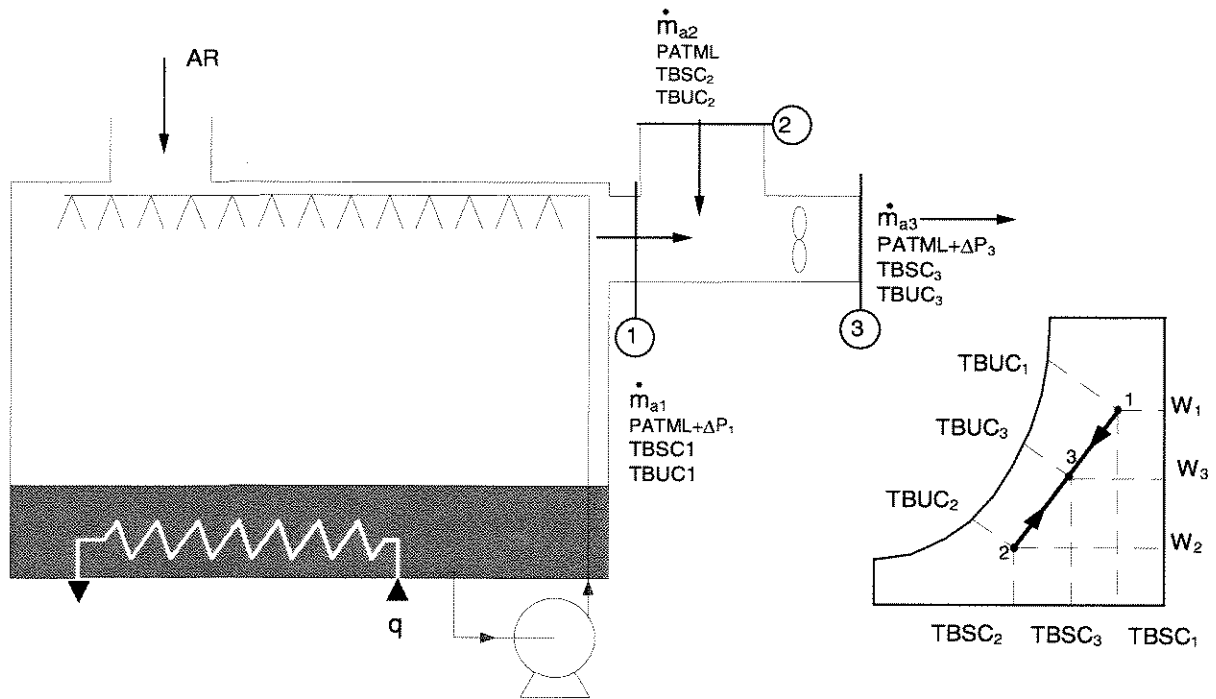 AR
ṁa2
PATML
TBSC2
TBUC2
2
ṁa3
PATML+ΔP3
TBSC3
TBUC3
1
3
ṁa1
PATML+ΔP1
TBSC1
TBUC1
q
TBUC1
1
W1
TBUC3
3
W3
TBUC2
2
W2
TBSC2 TBSC3 TBSC1